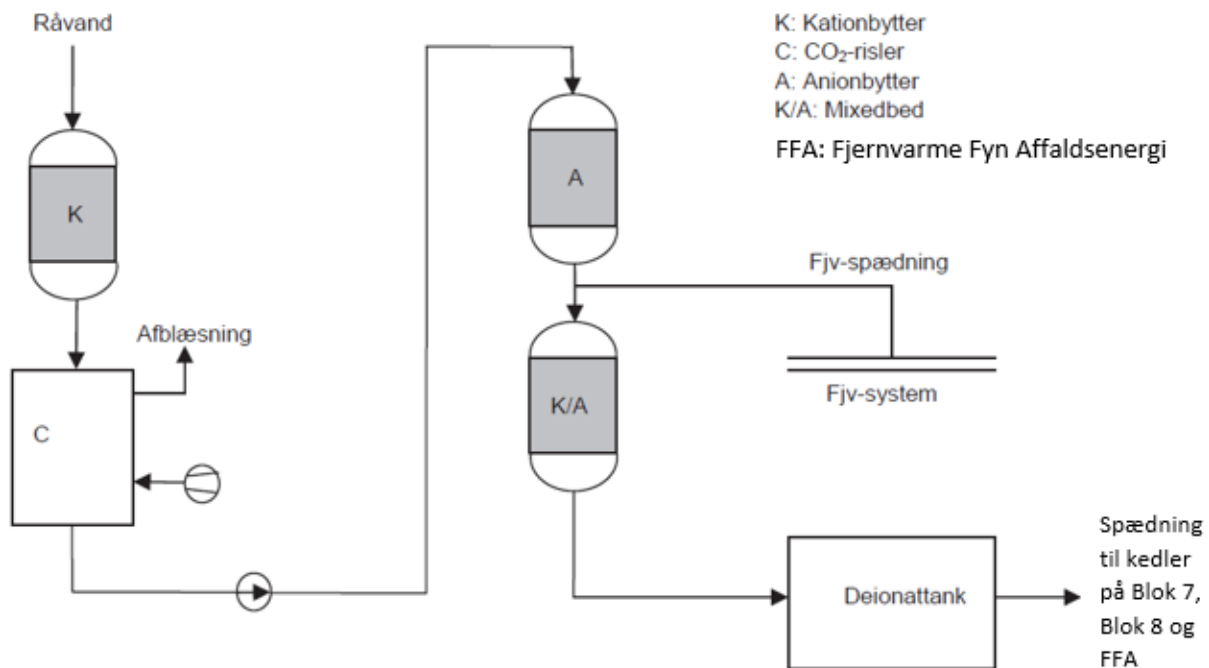 Råvand
K: Kationbytter
C: CO₂-risler
A: Anionbytter
K/A: Mixedbed
FFA: Fjernvarme Fyn Affaldsenergi
K
A
Fjv-spædning
Afblæsning
Fjv-system
K/A
C
Deionattank
Spædning
til kedler
på Blok 7,
Blok 8 og
FFA